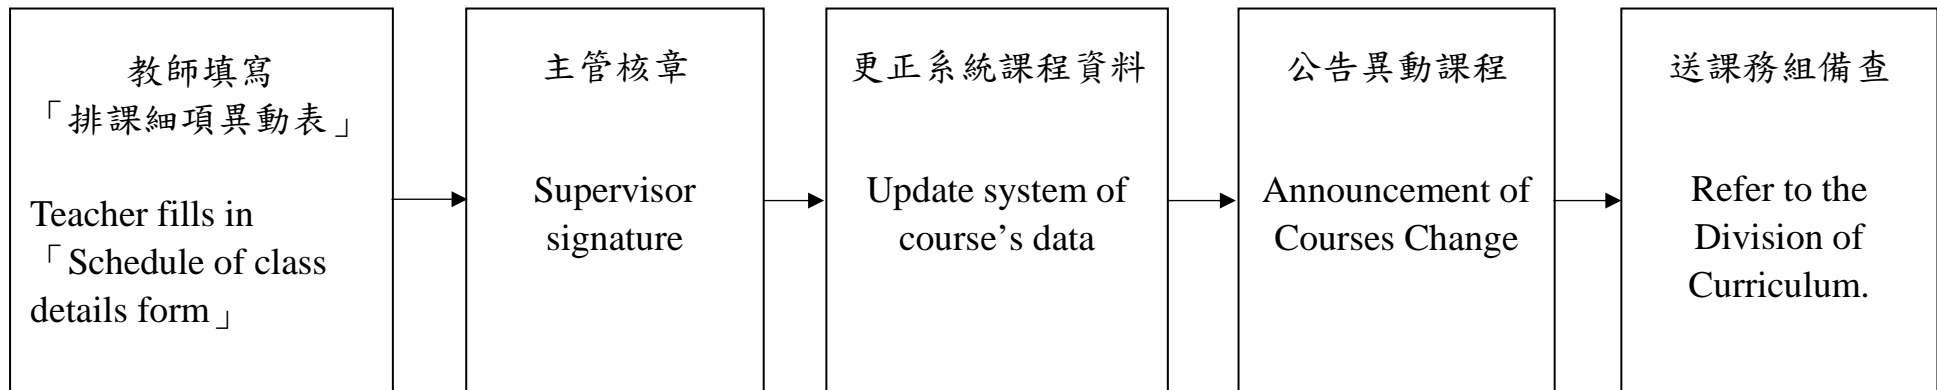 教師填寫
「排課細項異動表」
Teacher fills in
「Schedule of class
details form」
主管核章
Supervisor
signature
更正系統課程資料
Update system of
course’s data
公告異動課程
Announcement of
Courses Change
送課務組備查
Refer to the
Division of
Curriculum.